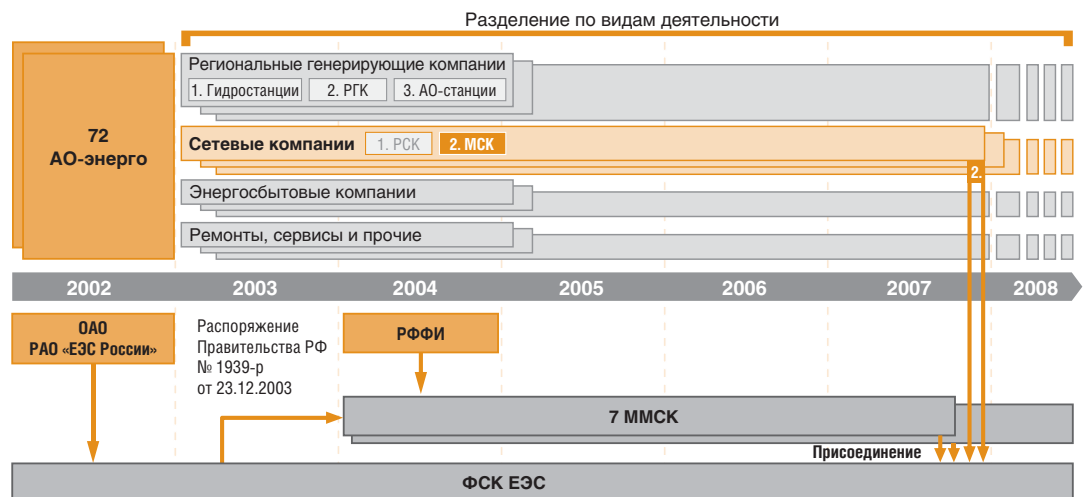 Разделение по видам деятельности
72
АО-энерго
Региональные генерирующие компании
1. Гидростанции 2. РГК 3. АО-станции
Сетевые компании 1. РСК 2. МСК
2.
Энергосбытовые компании
Ремонты, сервисы и прочие
2002 2003 2004 2005 2006 2007 2008
ОАО
РАО «ЕЭС России»
Распоряжение
Правительства РФ
№ 1939-р
от 23.12.2003
РФФИ
7 ММСК
Присоединение
ФСК ЕЭС